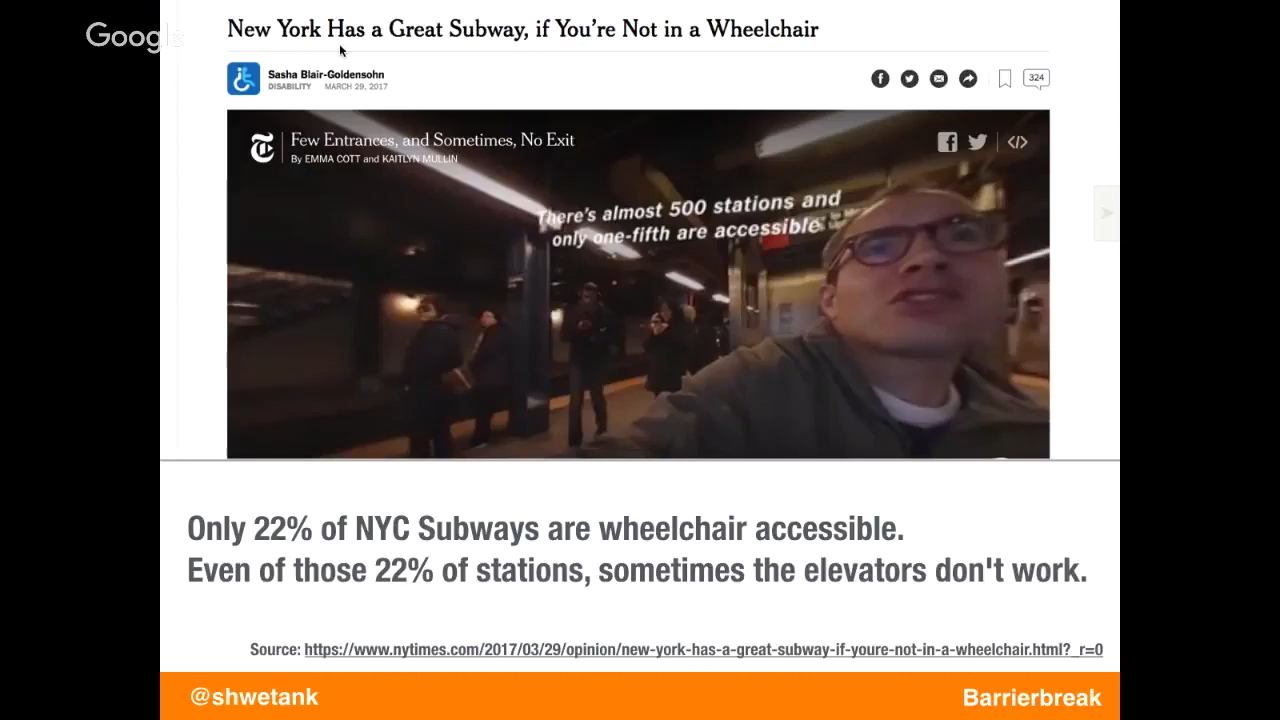 Google
New York Has a Great Subway, if You're Not in a Wheelchair
Sasha Blair-Goldensohn
DISABILITY MARCH 29, 2017
324
Few Entrances, and Sometimes, No Exit
By EMMA COTT and KAITLYN MULLIN
There's almost 500 stations and
only one-fifth are accessible
Only 22% of NYC Subways are wheelchair accessible.
Even of those 22% of stations, sometimes the elevators don't work.
Source: https://www.nytimes.com/2017/03/29/opinion/new-york-has-a-great-subway-if-youre-not-in-a-wheelchair.html?_r=0
@shwetank
Barrierbreak